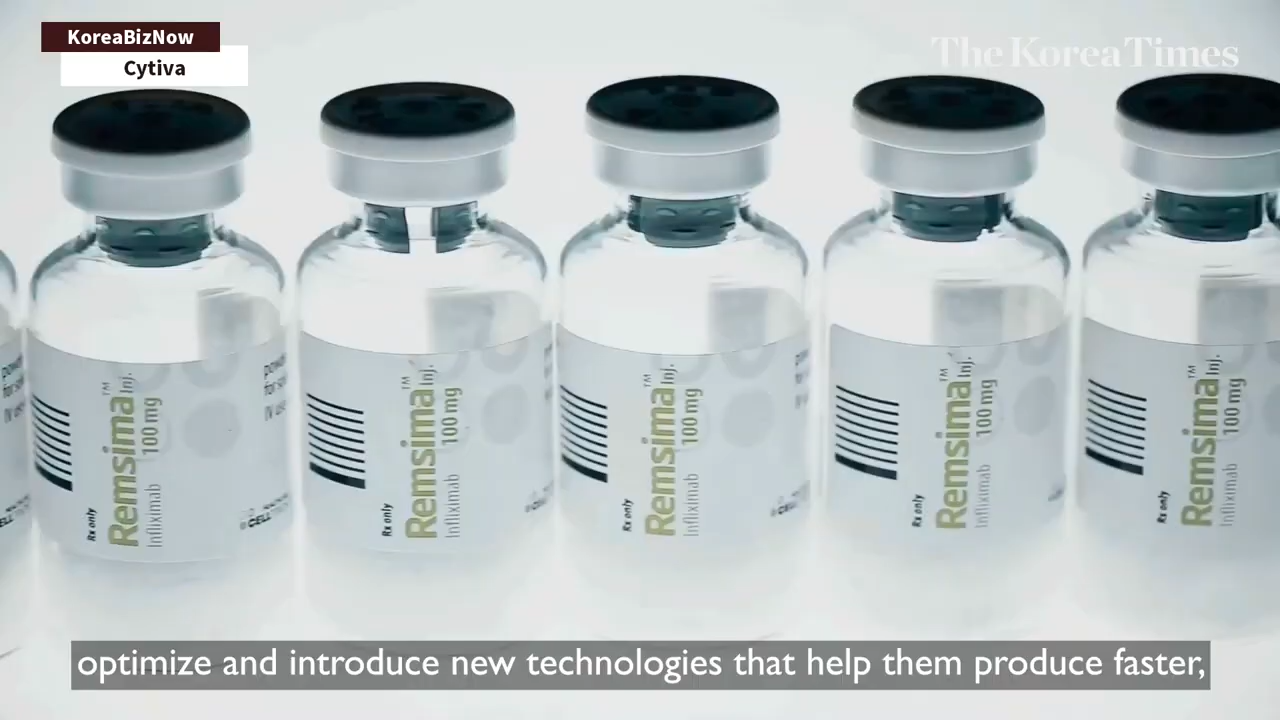 KoreaBizNow
Cytiva
The Korea Times
Rx only
Remsima™ Inj.
100 mg
Infliximab
Rx only
Remsima™ Inj.
100 mg
Infliximab
Rx only
Remsima™ Inj.
100 mg
Infliximab
Rx only
Remsima™ Inj.
100 mg
Infliximab
Rx only
Remsima™ Inj.
100 mg
Infliximab
optimize and introduce new technologies that help them produce faster,